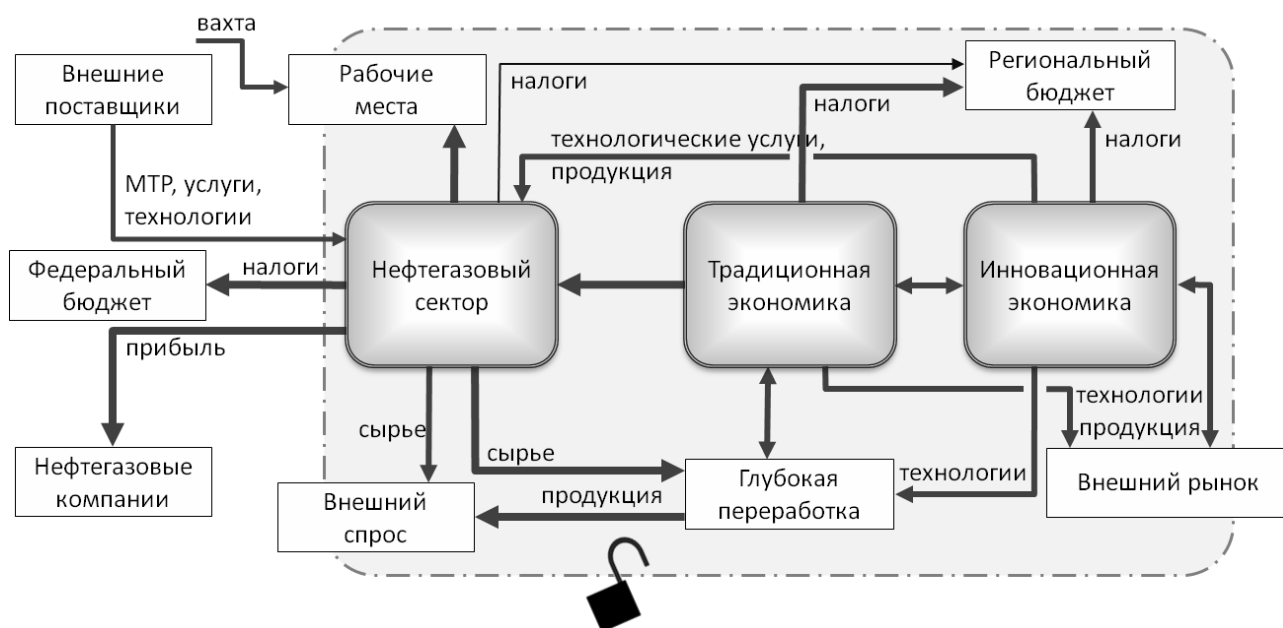 вахта
Внешние
поставщики
Рабочие
места
налоги
Региональный
бюджет
налоги
технологические услуги,
продукция
налоги
МТР, услуги,
технологии
Федеральный
бюджет
налоги
Нефтегазовый
сектор
Традиционная
экономика
Инновационная
экономика
прибыль
технологии
продукция
сырье
сырье
Нефтегазовые
компании
Внешний
спрос
продукция
Глубокая
переработка
технологии
Внешний рынок